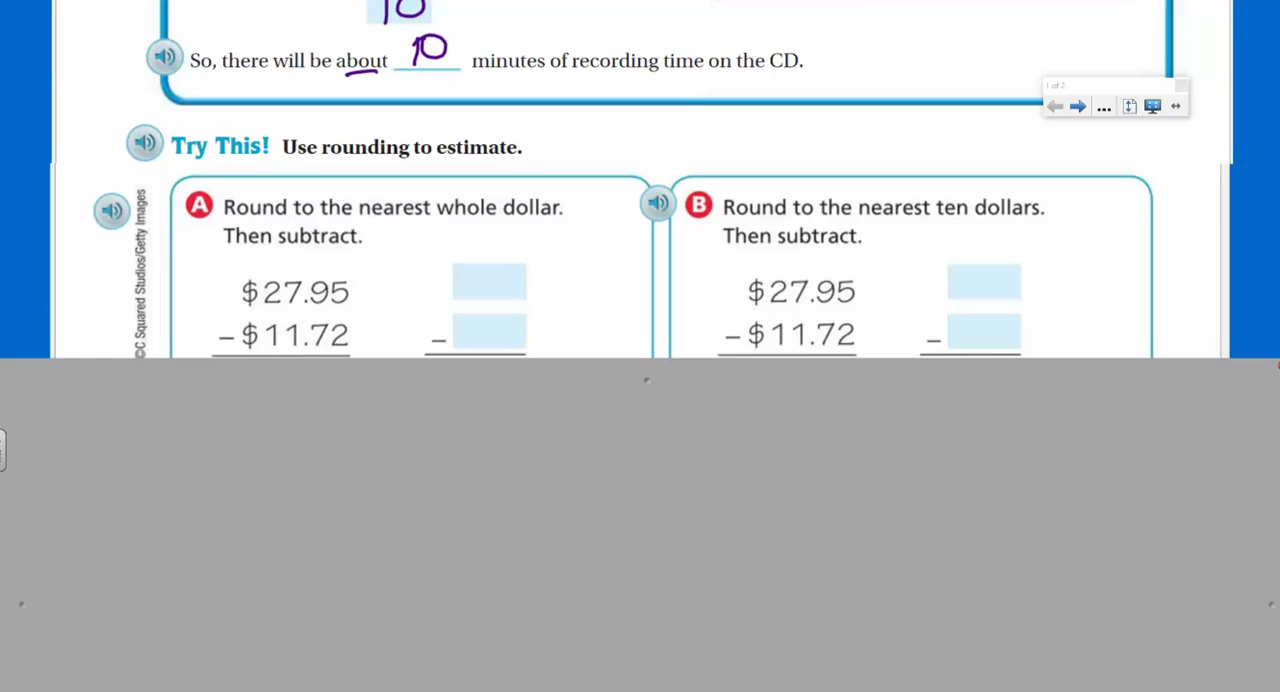 10
So, there will be about 10 minutes of recording time on the CD.
1 of 2
Try This! Use rounding to estimate.
©C Squared Studios/Getty Images
A Round to the nearest whole dollar.
Then subtract.
$27.95
– $11.72 –
B Round to the nearest ten dollars.
Then subtract.
$27.95
– $11.72 –